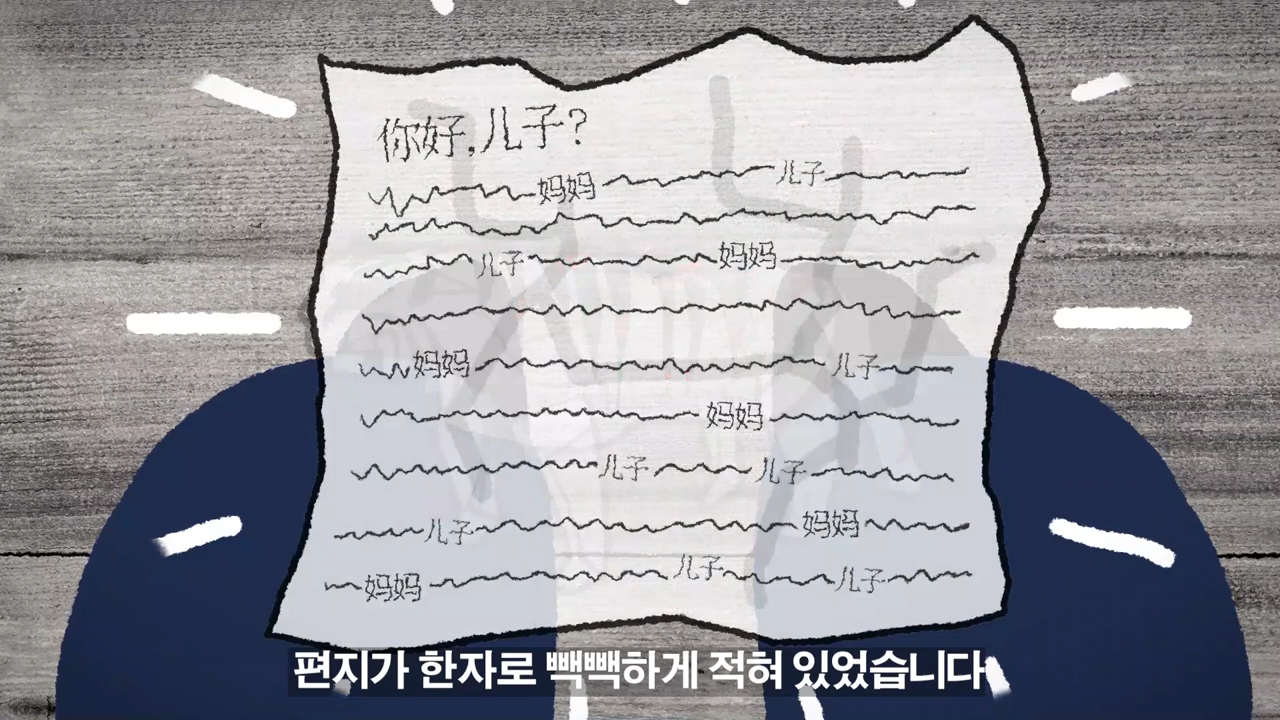 你好,儿子?
妈妈 儿子
儿子 妈妈
妈妈 儿子
妈妈
儿子 儿子
儿子 妈妈
妈妈 儿子 儿子
편지가 한자로 빽빽하게 적혀 있었습니다